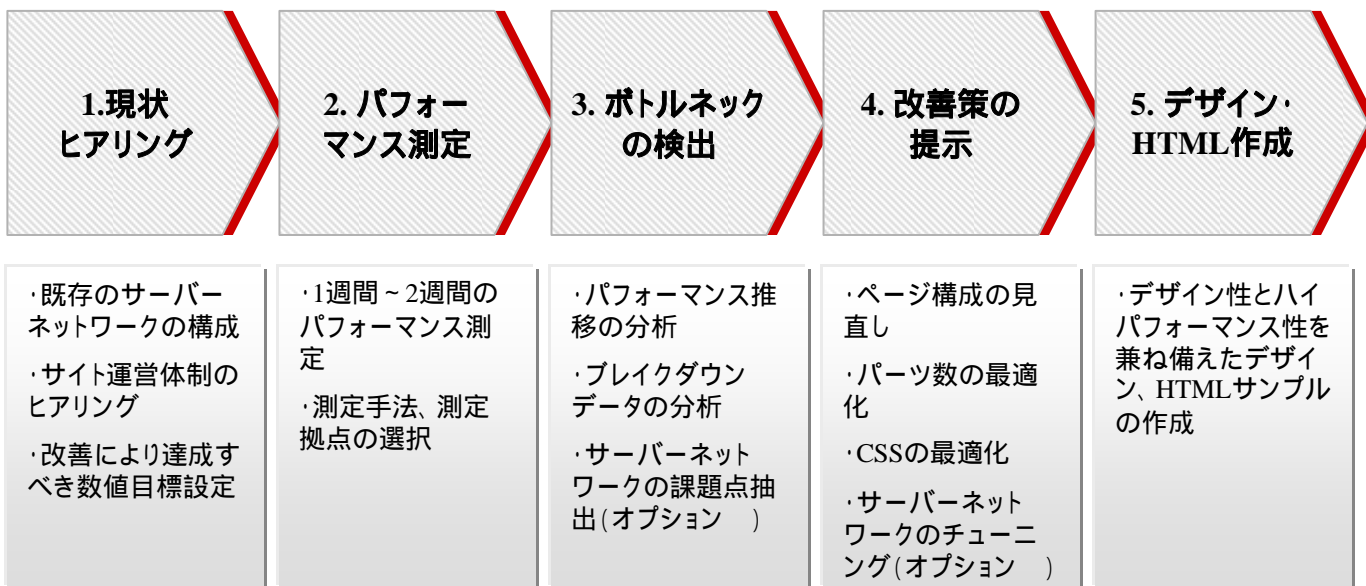 1.現状
ヒアリング
2. パフォー
マンス測定
3. ボトルネック
の検出
4. 改善策の
提示
5. デザイン・
HTML作成
・既存のサーバー
ネットワークの構成
・サイト運営体制の
ヒアリング
・改善により達成す
べき数値目標設定
・1週間~2週間の
パフォーマンス測
定
・測定手法、測定
拠点の選択
・パフォーマンス推
移の分析
・ブレイクダウン
データの分析
・サーバーネット
ワークの課題点抽
出(オプション　)
・ページ構成の見
直し
・パーツ数の最適
化
・CSSの最適化
・サーバーネット
ワークのチューニ
ング(オプション　)
・デザイン性とハイ
パフォーマンス性を
兼ね備えたデザイ
ン、HTMLサンプル
の作成